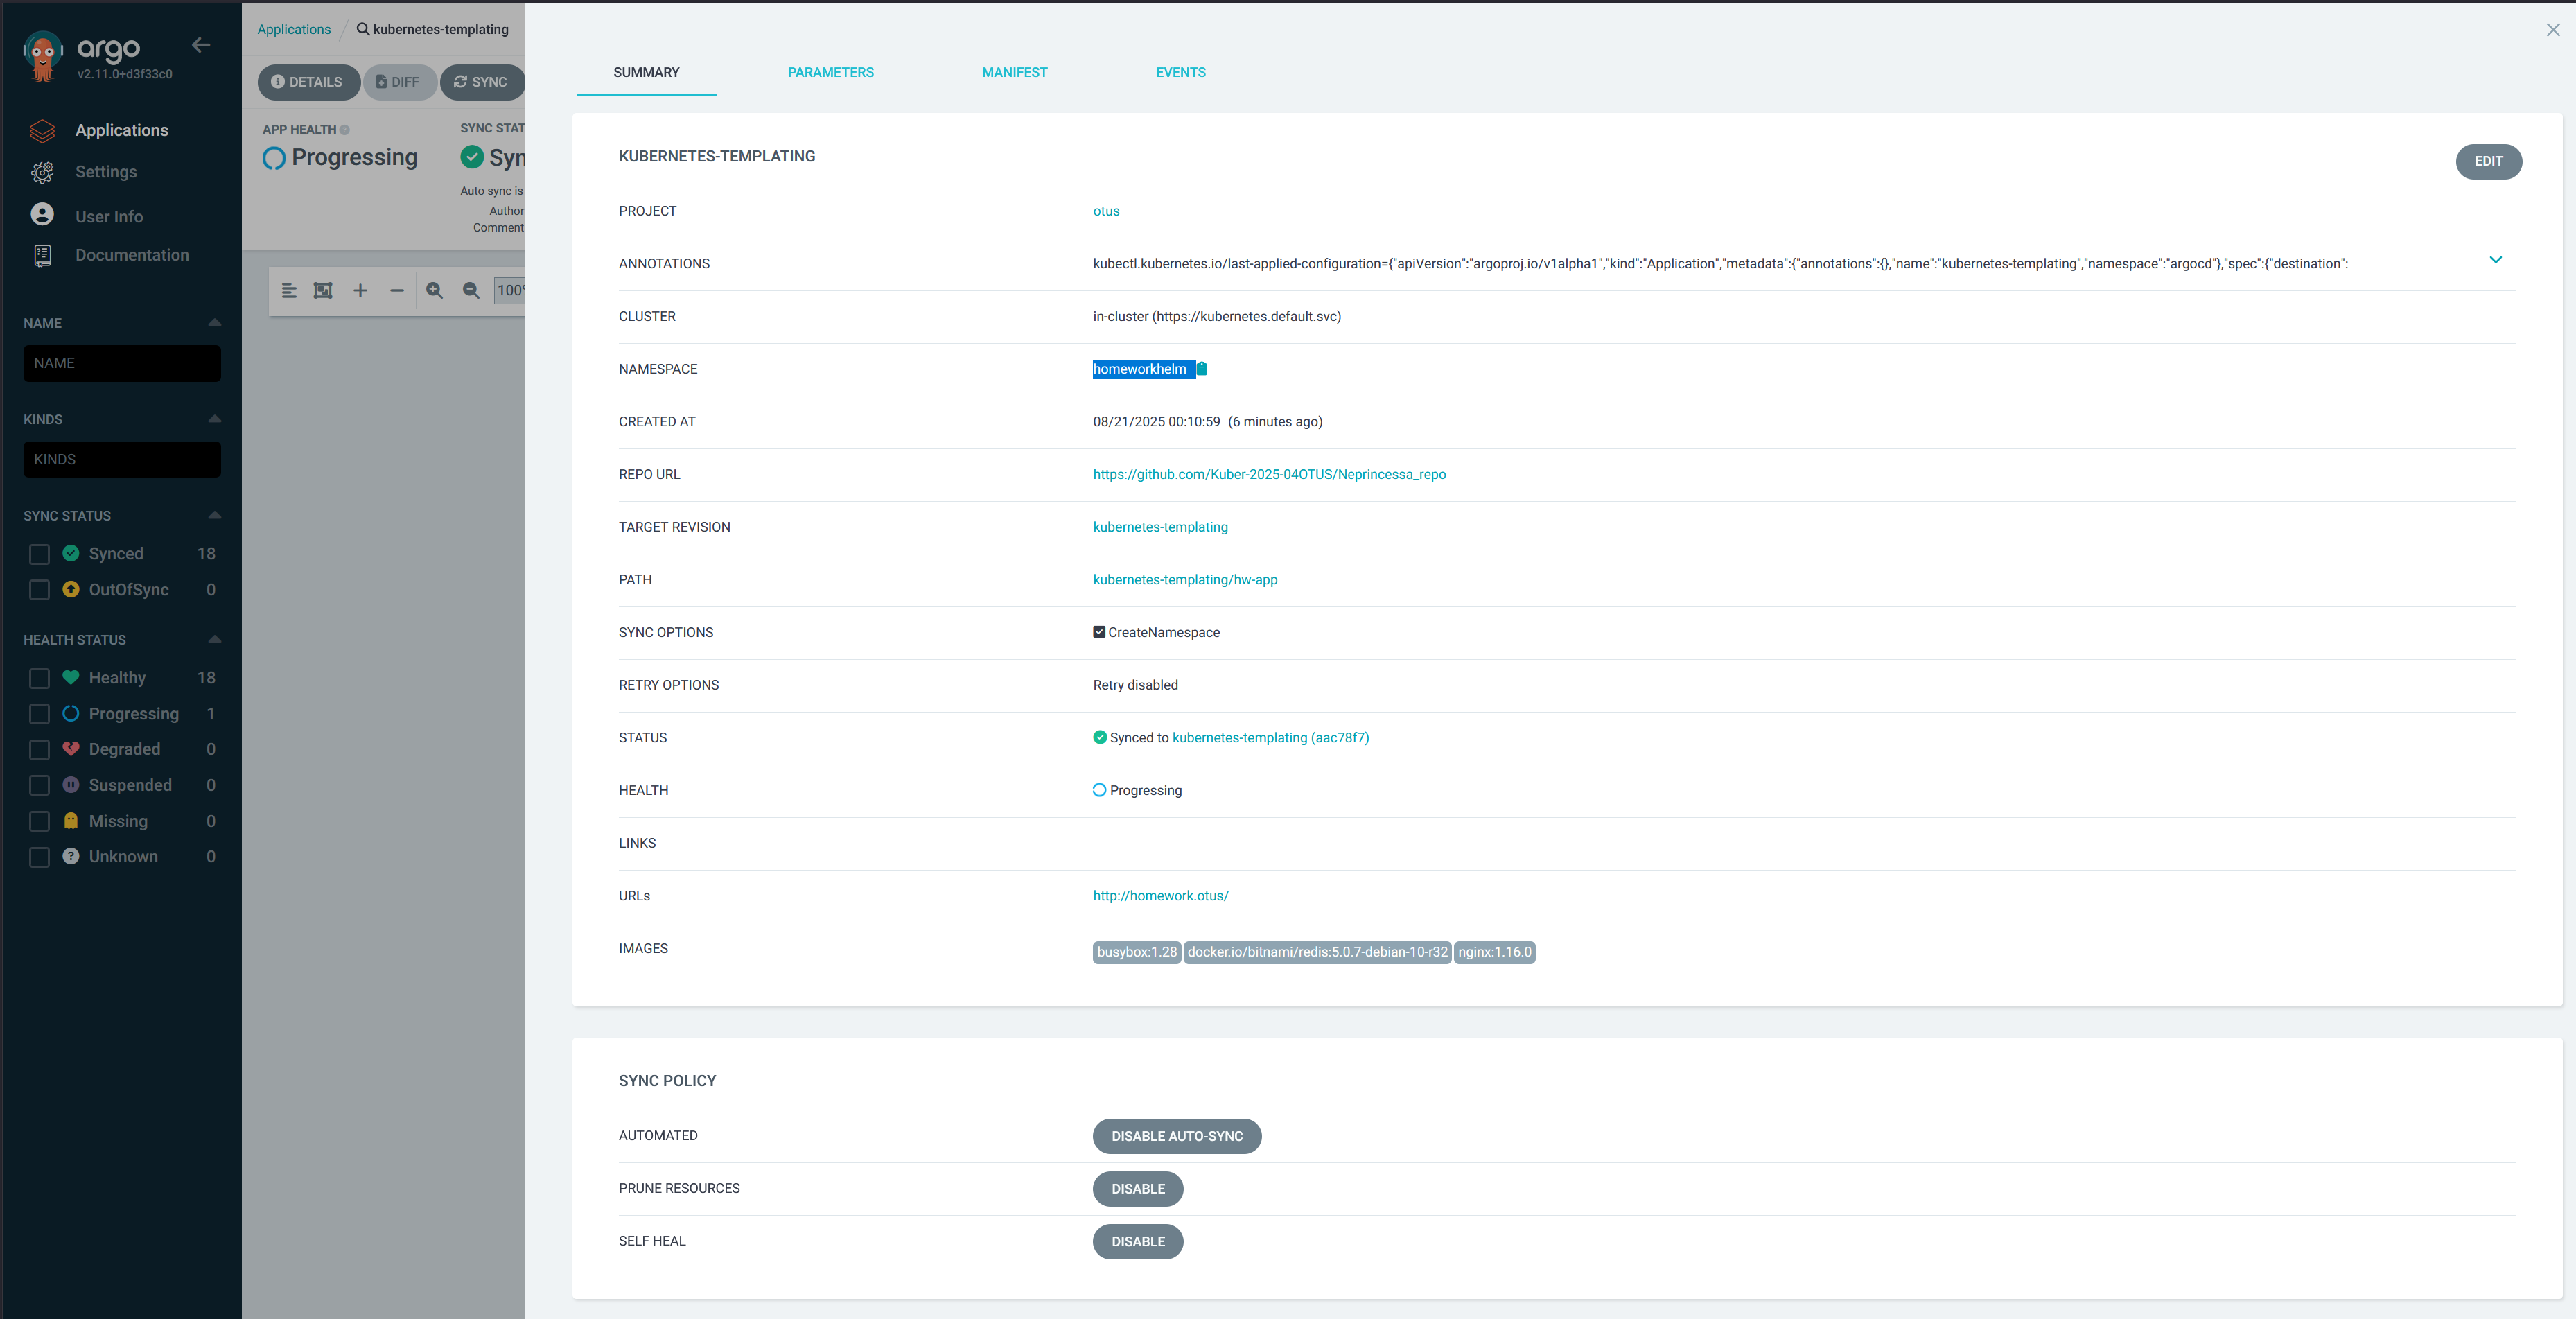 argo
v2.11.0+d3f33c0
Applications
Settings
User Info
Documentation
NAME
NAME
KINDS
KINDS
SYNC STATUS
Synced 18
OutOfSync 0
HEALTH STATUS
Healthy 18
Progressing 1
Degraded 0
Suspended 0
Missing 0
Unknown 0
Applications / kubernetes-templating
DETAILS DIFF SYNC
APP HEALTH
Progressing
SYNC STAT
Syn
Auto sync is
Author
Comment
100%
SUMMARY PARAMETERS MANIFEST EVENTS
KUBERNETES-TEMPLATING
EDIT
PROJECT otus
ANNOTATIONS kubectl.kubernetes.io/last-applied-configuration={"apiVersion":"argoproj.io/v1alpha1","kind":"Application","metadata":{"annotations":{},"name":"kubernetes-templating","namespace":"argocd"},"spec":{"destination":
CLUSTER in-cluster (https://kubernetes.default.svc)
NAMESPACE homeworkhelm
CREATED AT 08/21/2025 00:10:59 (6 minutes ago)
REPO URL https://github.com/Kuber-2025-04OTUS/Neprincessa_repo
TARGET REVISION kubernetes-templating
PATH kubernetes-templating/hw-app
SYNC OPTIONS CreateNamespace
RETRY OPTIONS Retry disabled
STATUS Synced to kubernetes-templating (aac78f7)
HEALTH Progressing
LINKS
URLs http://homework.otus/
IMAGES busybox:1.28 docker.io/bitnami/redis:5.0.7-debian-10-r32 nginx:1.16.0
SYNC POLICY
AUTOMATED DISABLE AUTO-SYNC
PRUNE RESOURCES DISABLE
SELF HEAL DISABLE